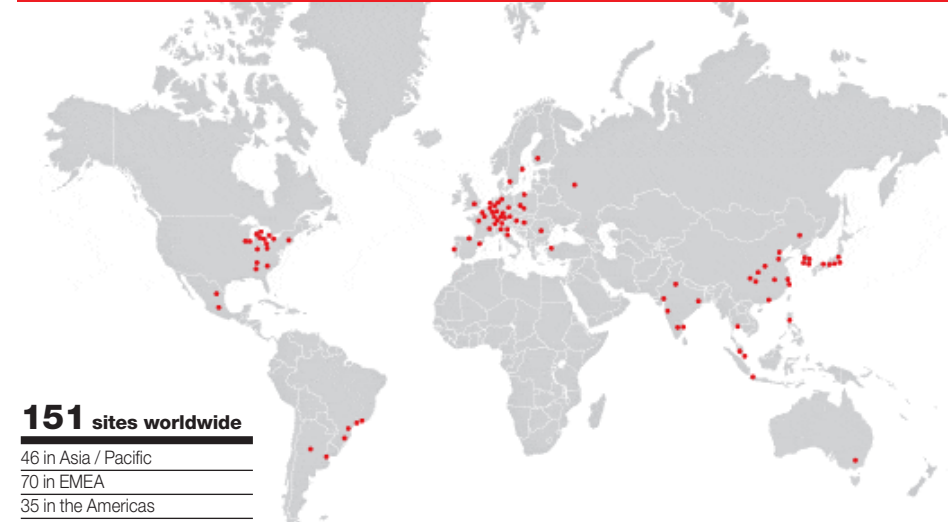 151 sites worldwide
46 in Asia / Pacific
70 in EMEA
35 in the Americas